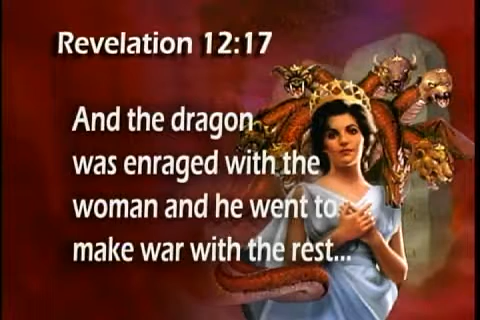 Revelation 12:17
And the dragon
was enraged with the
woman and he went to
make war with the rest...